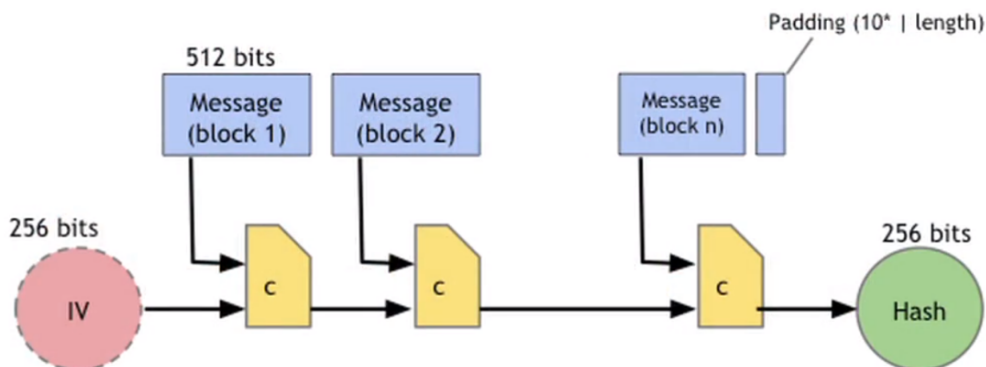 Padding (10* | length)
512 bits
Message
(block 1)
Message
(block 2)
Message
(block n)
256 bits
IV
c
c
c
256 bits
Hash